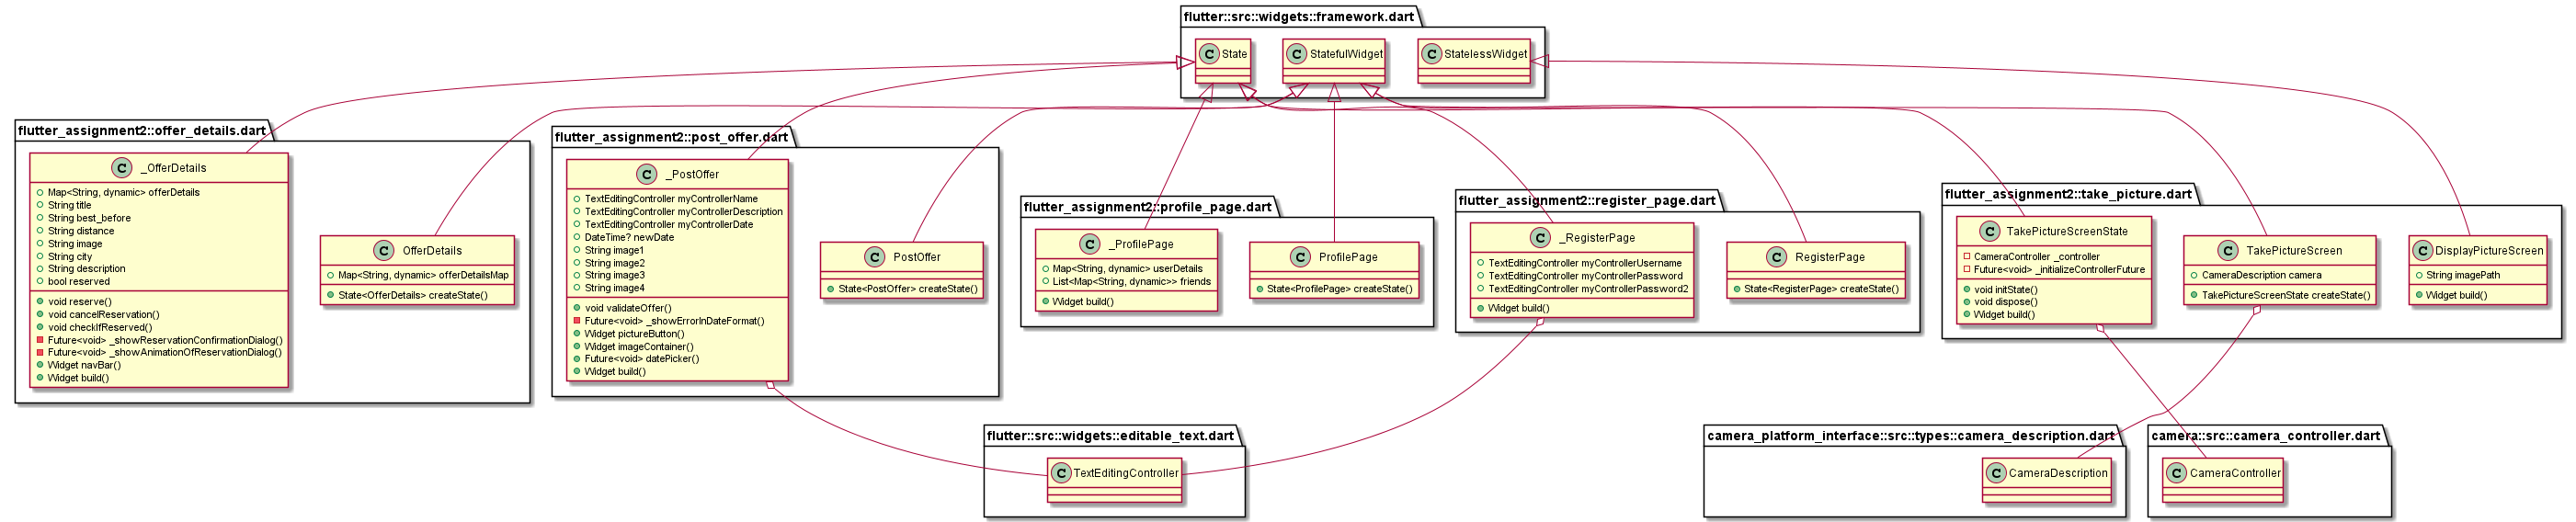 flutter::src::widgets::framework.dart
C State
C StatefulWidget
C StatelessWidget
flutter_assignment2::offer_details.dart
C _OfferDetails
Map<String, dynamic> offerDetails
String title
String best_before
String distance
String image
String city
String description
bool reserved
void reserve()
void cancelReservation()
void checkIfReserved()
Future<void> _showReservationConfirmationDialog()
Future<void> _showAnimationOfReservationDialog()
Widget navBar()
Widget build()
C OfferDetails
Map<String, dynamic> offerDetailsMap
State<OfferDetails> createState()
flutter_assignment2::post_offer.dart
C _PostOffer
TextEditingController myControllerName
TextEditingController myControllerDescription
TextEditingController myControllerDate
DateTime? newDate
String image1
String image2
String image3
String image4
void validateOffer()
Future<void> _showErrorInDateFormat()
Widget pictureButton()
Widget imageContainer()
Future<void> datePicker()
Widget build()
C PostOffer
State<PostOffer> createState()
flutter_assignment2::profile_page.dart
C _ProfilePage
Map<String, dynamic> userDetails
List<Map<String, dynamic>> friends
Widget build()
C ProfilePage
State<ProfilePage> createState()
flutter_assignment2::register_page.dart
C _RegisterPage
TextEditingController myControllerUsername
TextEditingController myControlerPassword
TextEditingController myControllerPassword2
Widget build()
C RegisterPage
State<RegisterPage> createState()
flutter_assignment2::take_picture.dart
C TakePictureScreenState
CameraController _controller
Future<void> _initializeControllerFuture
void initState()
void dispose()
Widget build()
C TakePictureScreen
CameraDescription camera
TakePictureScreenState createState()
C DisplayPictureScreen
String imagePath
Widget build()
flutter::src::widgets::editable_text.dart
C TextEditingController
camera_platform_interface::src::types::camera_description.dart
C CameraDescription
camera::src::camera_controller.dart
C CameraController